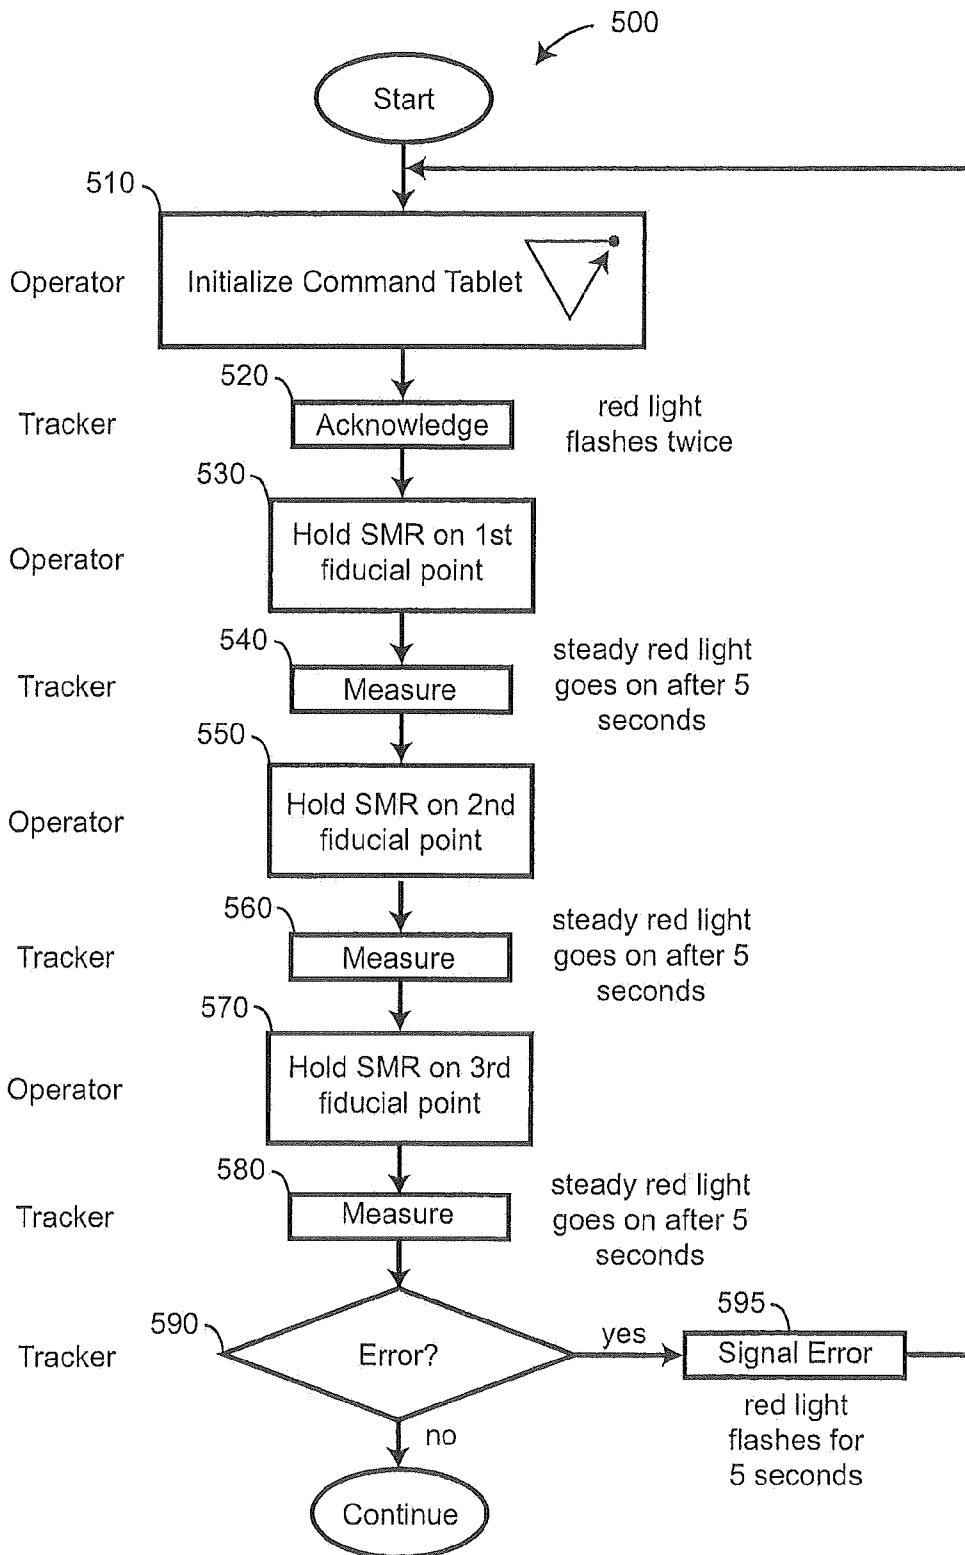 500
Start
510
Operator
Initialize Command Tablet
520
Tracker
Acknowledge
red light
flashes twice
530
Operator
Hold SMR on 1st
fiducial point
540
Tracker
Measure
steady red light
goes on after 5
seconds
550
Operator
Hold SMR on 2nd
fiducial point
560
Tracker
Measure
steady red light
goes on after 5
seconds
570
Operator
Hold SMR on 3rd
fiducial point
580
Tracker
Measure
steady red light
goes on after 5
seconds
590
Tracker
Error?
yes
595
Signal Error
red light
flashes for
5 seconds
no
Continue